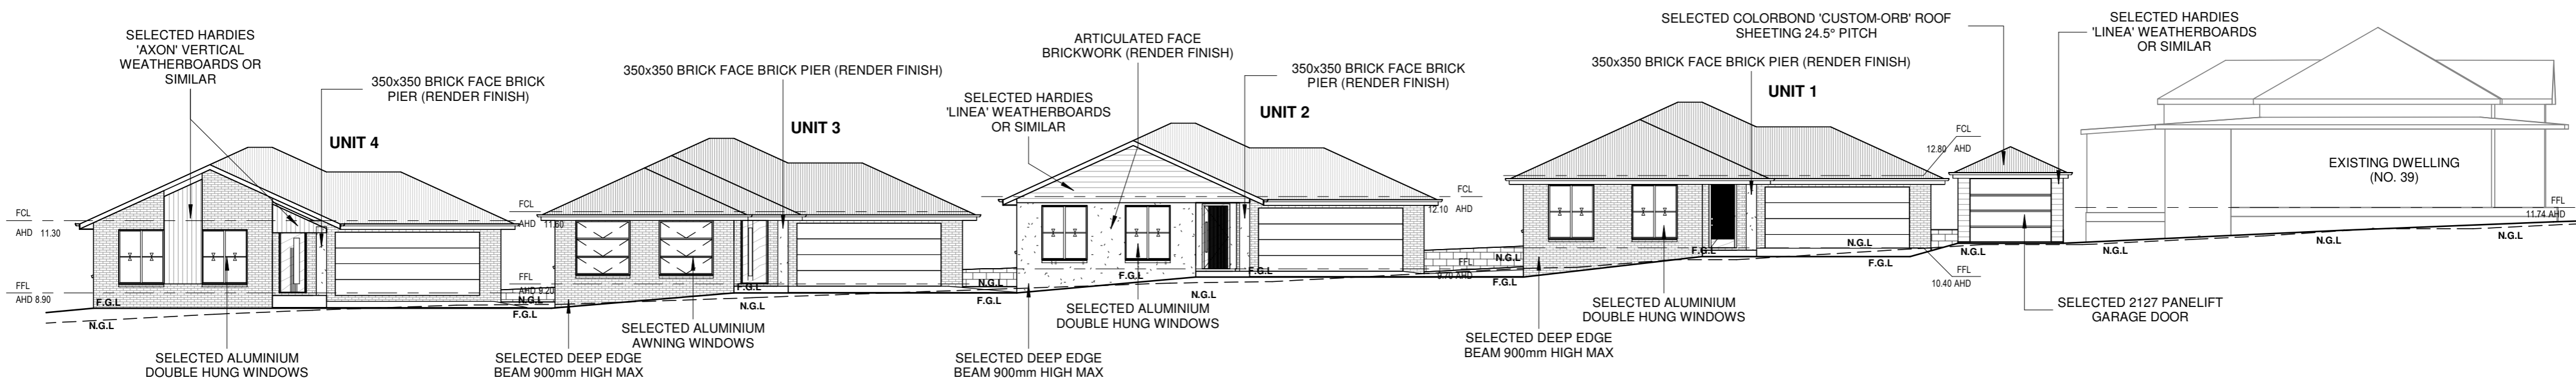 SELECTED HARDIES
'AXON' VERTICAL
WEATHERBOARDS OR
SIMILAR
350x350 BRICK FACE BRICK
PIER (RENDER FINISH)
UNIT 4
FCL
AHD 11.30
FFL
AHD 8.90
F.G.L
N.G.L
SELECTED ALUMINIUM
DOUBLE HUNG WINDOWS
350x350 BRICK FACE BRICK PIER (RENDER FINISH)
UNIT 3
FCL
AHD 11.60
FFL
AHD 9.20
N.G.L
F.G.L
F.G.L
N.G.L
SELECTED DEEP EDGE
BEAM 900mm HIGH MAX
SELECTED ALUMINIUM
AWNING WINDOWS
ARTICULATED FACE
BRICKWORK (RENDER FINISH)
SELECTED HARDIES
'LINEA' WEATHERBOARDS
OR SIMILAR
350x350 BRICK FACE BRICK
PIER (RENDER FINISH)
UNIT 2
FCL
12.10 AHD
FFL
9.70 AHD
N.G.L
F.G.L
F.G.L
N.G.L
F.G.L
SELECTED DEEP EDGE
BEAM 900mm HIGH MAX
SELECTED ALUMINIUM
DOUBLE HUNG WINDOWS
SELECTED COLORBOND 'CUSTOM-ORB' ROOF
SHEETING 24.5° PITCH
350x350 BRICK FACE BRICK PIER (RENDER FINISH)
UNIT 1
FCL
12.80 AHD
N.G.L
F.G.L
F.G.L
N.G.L
F.G.L
FFL
10.40 AHD
SELECTED DEEP EDGE
BEAM 900mm HIGH MAX
SELECTED ALUMINIUM
DOUBLE HUNG WINDOWS
SELECTED HARDIES
'LINEA' WEATHERBOARDS
OR SIMILAR
N.G.L
SELECTED 2127 PANELIFT
GARAGE DOOR
EXISTING DWELLING
(NO. 39)
FFL
11.74 AHD
N.G.L
N.G.L
N.G.L